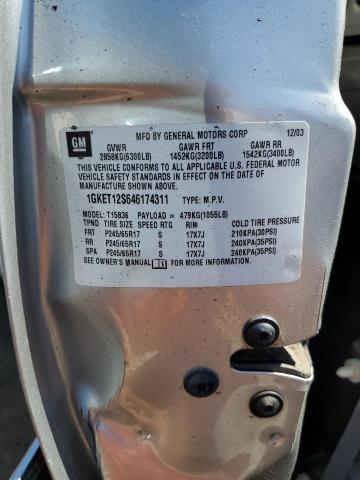 GM
MFD BY GENERAL MOTORS CORP 12/03
GVWR GAWR FRT GAWR RR
2858KG(6300LB) 1452KG(3200LB) 1542KG(3400LB)
THIS VEHICLE CONFORMS TO ALL APPLICABLE U.S. FEDERAL MOTOR
VEHICLE SAFETY STANDARDS IN EFFECT ON THE DATE OF
MANUFACTURE SHOWN ABOVE.
1GKET12S646174311 TYPE: M.P.V.
MODEL: T15836 PAYLOAD = 479KG(1055LB)
TPND TIRE SIZE SPEED RTG RIM COLD TIRE PRESSURE
FRT P245/65R17 S 17X7J 210KPA(30PSI)
RR P245/65R17 S 17X7J 240KPA(35PSI)
SPA P245/65R17 S 17X7J 240KPA(35PSI)
SEE OWNER'S MANUAL FOR MORE INFORMATION